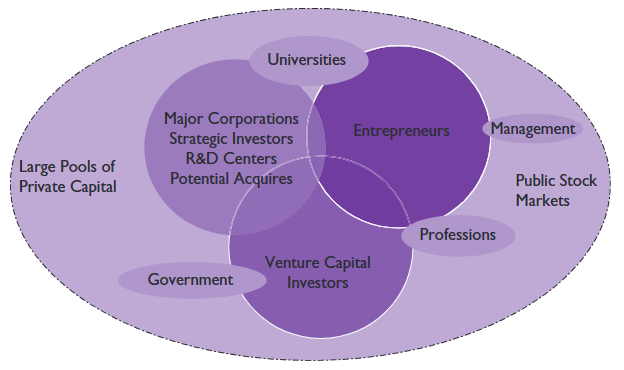 Universities
Major Corporations
Strategic Investors
R&D Centers
Potential Acquires
Entrepreneurs
Management
Large Pools of
Private Capital
Public Stock
Markets
Professions
Venture Capital
Investors
Government